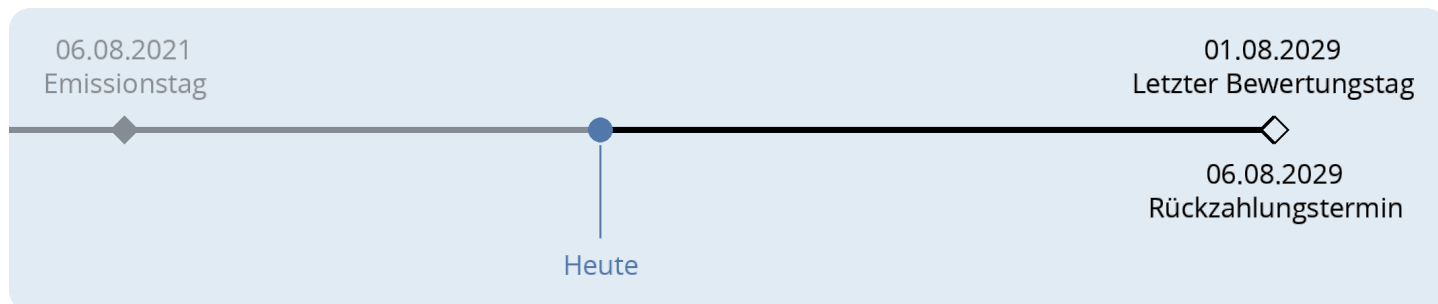 06.08.2021
Emissionstag
01.08.2029
Letzter Bewertungstag
06.08.2029
Rückzahlungstermin
Heute